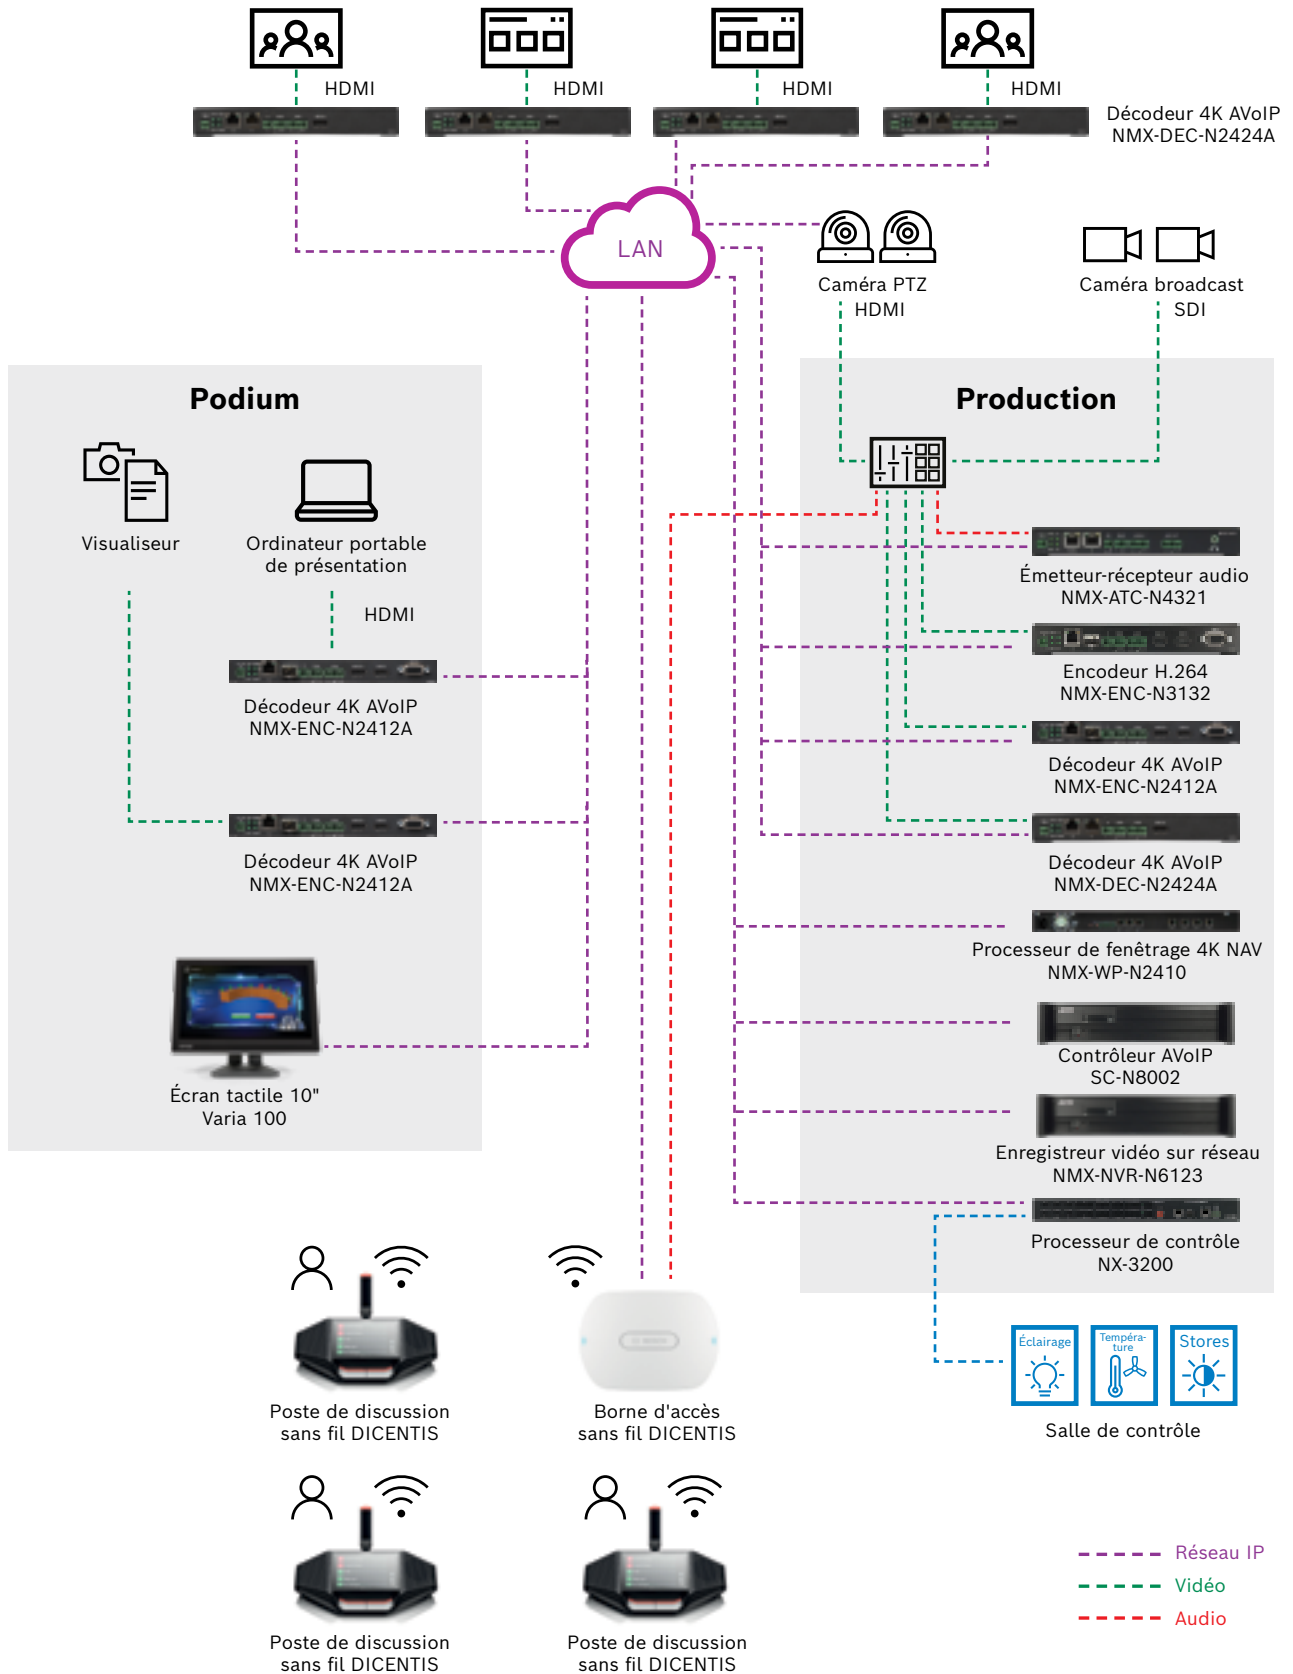 HDMI
HDMI
HDMI
HDMI
Décodeur 4K AVoIP
NMX-DEC-N2424A
LAN
Caméra PTZ
HDMI
Caméra broadcast
SDI
Podium
Visualiseur
Ordinateur portable
de présentation
HDMI
Décodeur 4K AVoIP
NMX-ENC-N2412A
Décodeur 4K AVoIP
NMX-ENC-N2412A
Écran tactile 10"
Varia 100
Production
Émetteur-récepteur audio
NMX-ATC-N4321
Encodeur H.264
NMX-ENC-N3132
Décodeur 4K AVoIP
NMX-ENC-N2412A
Décodeur 4K AVoIP
NMX-DEC-N2424A
Processeur de fenêtrage 4K NAV
NMX-WP-N2410
Contrôleur AVoIP
SC-N8002
Enregistreur vidéo sur réseau
NMX-NVR-N6123
Processeur de contrôle
NX-3200
Éclairage
Tempéra-
ture
Stores
Salle de contrôle
Poste de discussion
sans fil DICENTIS
Borne d'accès
sans fil DICENTIS
Poste de discussion
sans fil DICENTIS
Poste de discussion
sans fil DICENTIS
Réseau IP
Vidéo
Audio